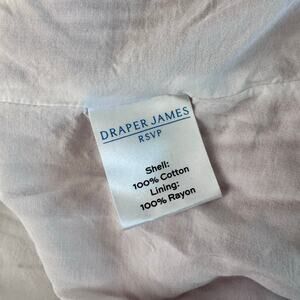 DRAPER JAMES
RSVP
Shell:
100% Cotton
Lining:
100% Rayon